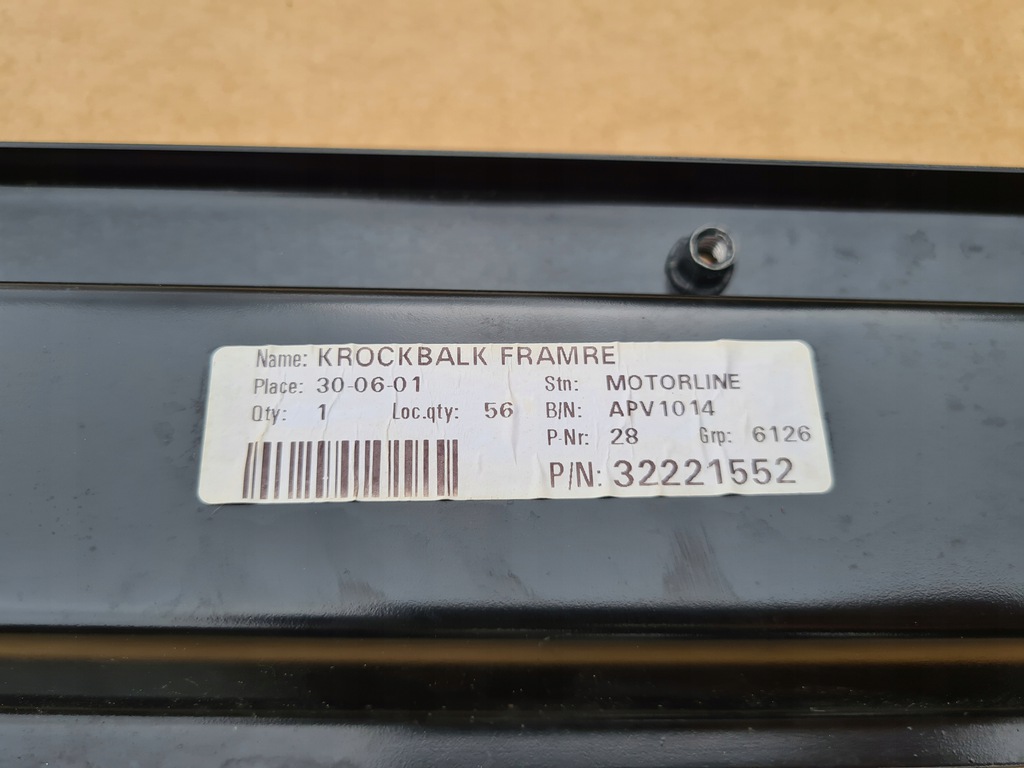 Name: KROCKBALK FRAMRE
Place: 30-06-01 Stn: MOTORLINE
Qty: 1 Loc.qty: 56 B/N: APV1014
P-Nr: 28 Grp: 6126
P/N: 32221552